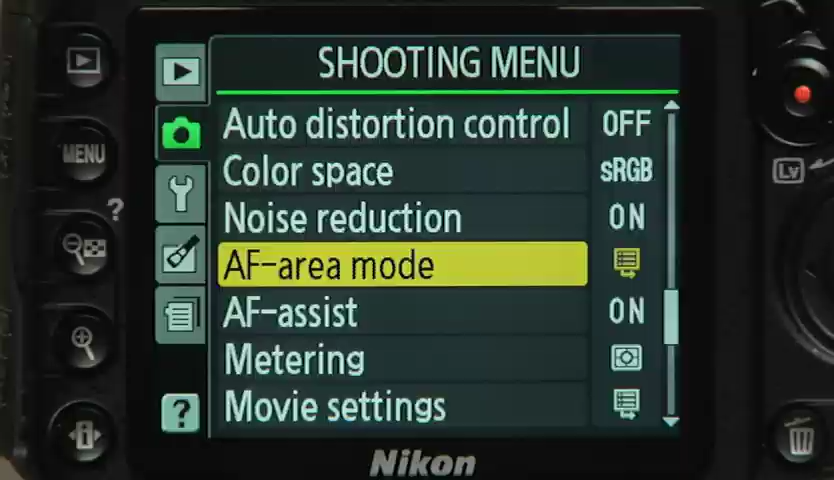 SHOOTING MENU
Auto distortion control OFF
Color space sRGB
Noise reduction ON
AF-area mode
AF-assist ON
Metering
Movie settings
MENU
?
?
Lv
i
Nikon